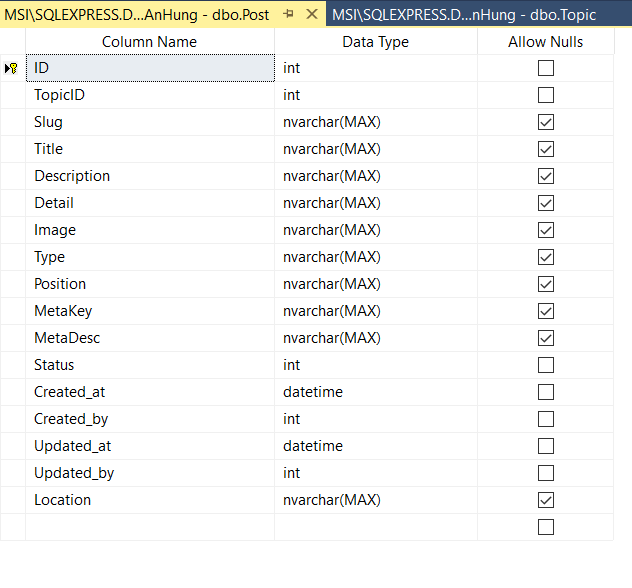 MSI\SQLEXPRESS.D...AnHung - dbo.Post MSI\SQLEXPRESS.D...nHung - dbo.Topic
Column Name Data Type Allow Nulls
ID int
TopicID int
Slug nvarchar(MAX)
Title nvarchar(MAX)
Description nvarchar(MAX)
Detail nvarchar(MAX)
Image nvarchar(MAX)
Type nvarchar(MAX)
Position nvarchar(MAX)
MetaKey nvarchar(MAX)
MetaDesc nvarchar(MAX)
Status int
Created_at datetime
Created_by int
Updated_at datetime
Updated_by int
Location nvarchar(MAX)